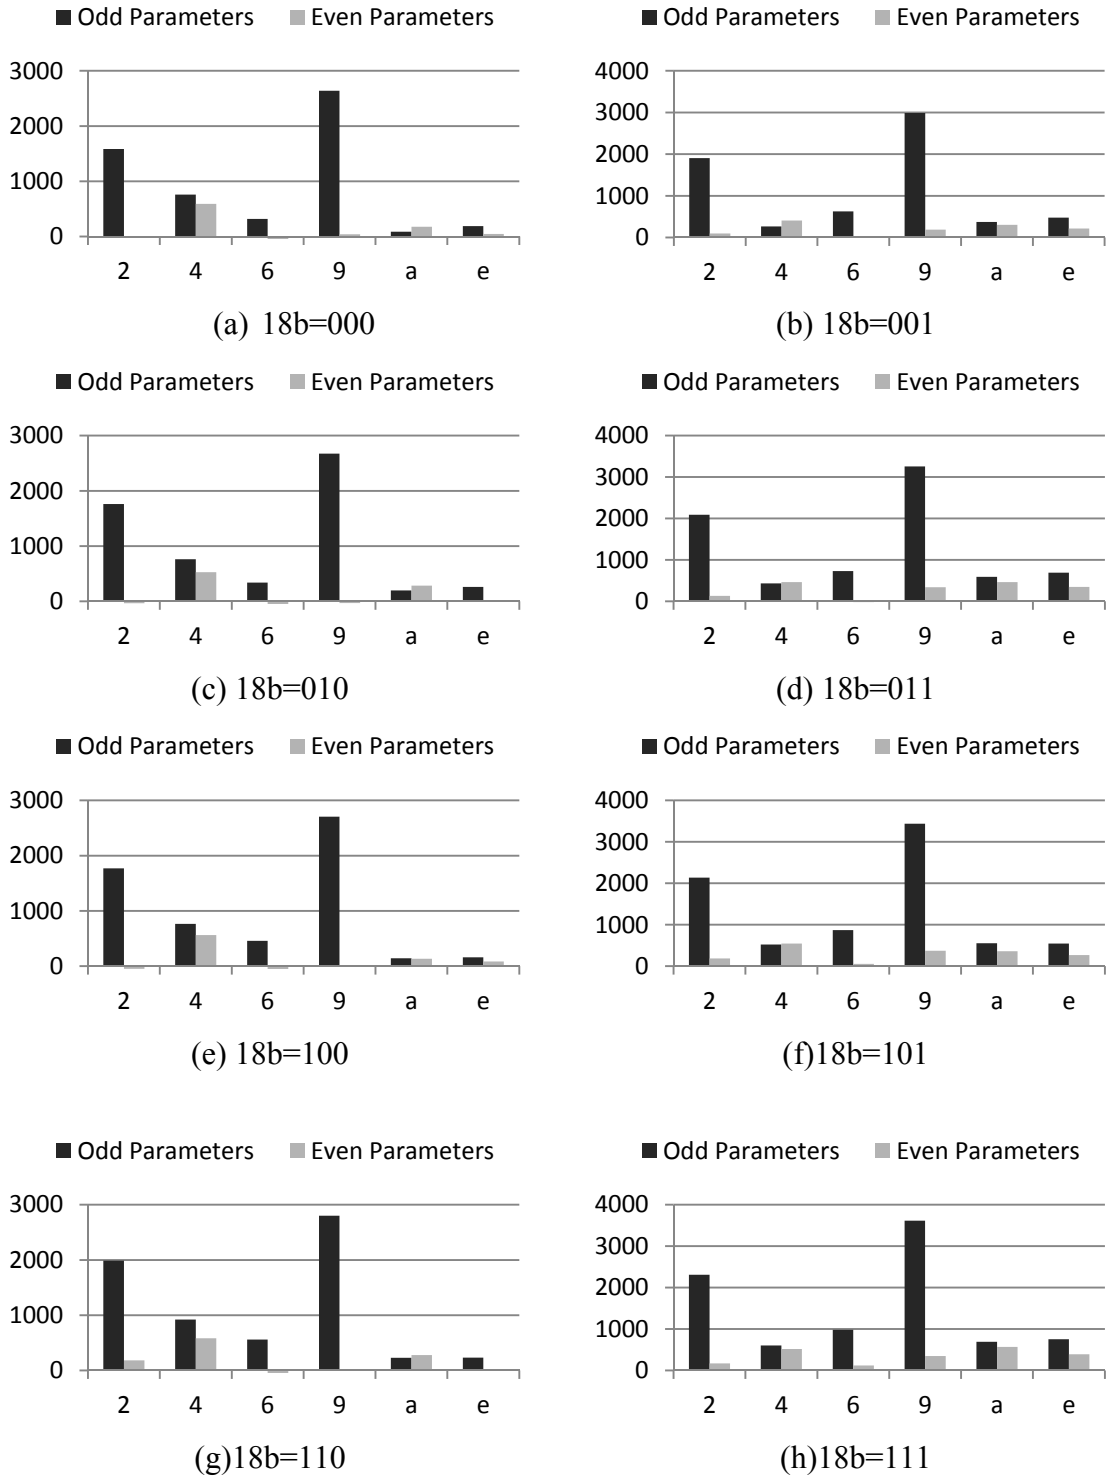 Odd Parameters Even Parameters
3000
2000
1000
0
2 4 6 9 a e
(a) 18b=000
Odd Parameters Even Parameters
4000
3000
2000
1000
0
2 4 6 9 a e
(b) 18b=001
Odd Parameters Even Parameters
3000
2000
1000
0
2 4 6 9 a e
(c) 18b=010
Odd Parameters Even Parameters
4000
3000
2000
1000
0
2 4 6 9 a e
(d) 18b=011
Odd Parameters Even Parameters
3000
2000
1000
0
2 4 6 9 a e
(e) 18b=100
Odd Parameters Even Parameters
4000
3000
2000
1000
0
2 4 6 9 a e
(f)18b=101
Odd Parameters Even Parameters
3000
2000
1000
0
2 4 6 9 a e
(g)18b=110
Odd Parameters Even Parameters
4000
3000
2000
1000
0
2 4 6 9 a e
(h)18b=111